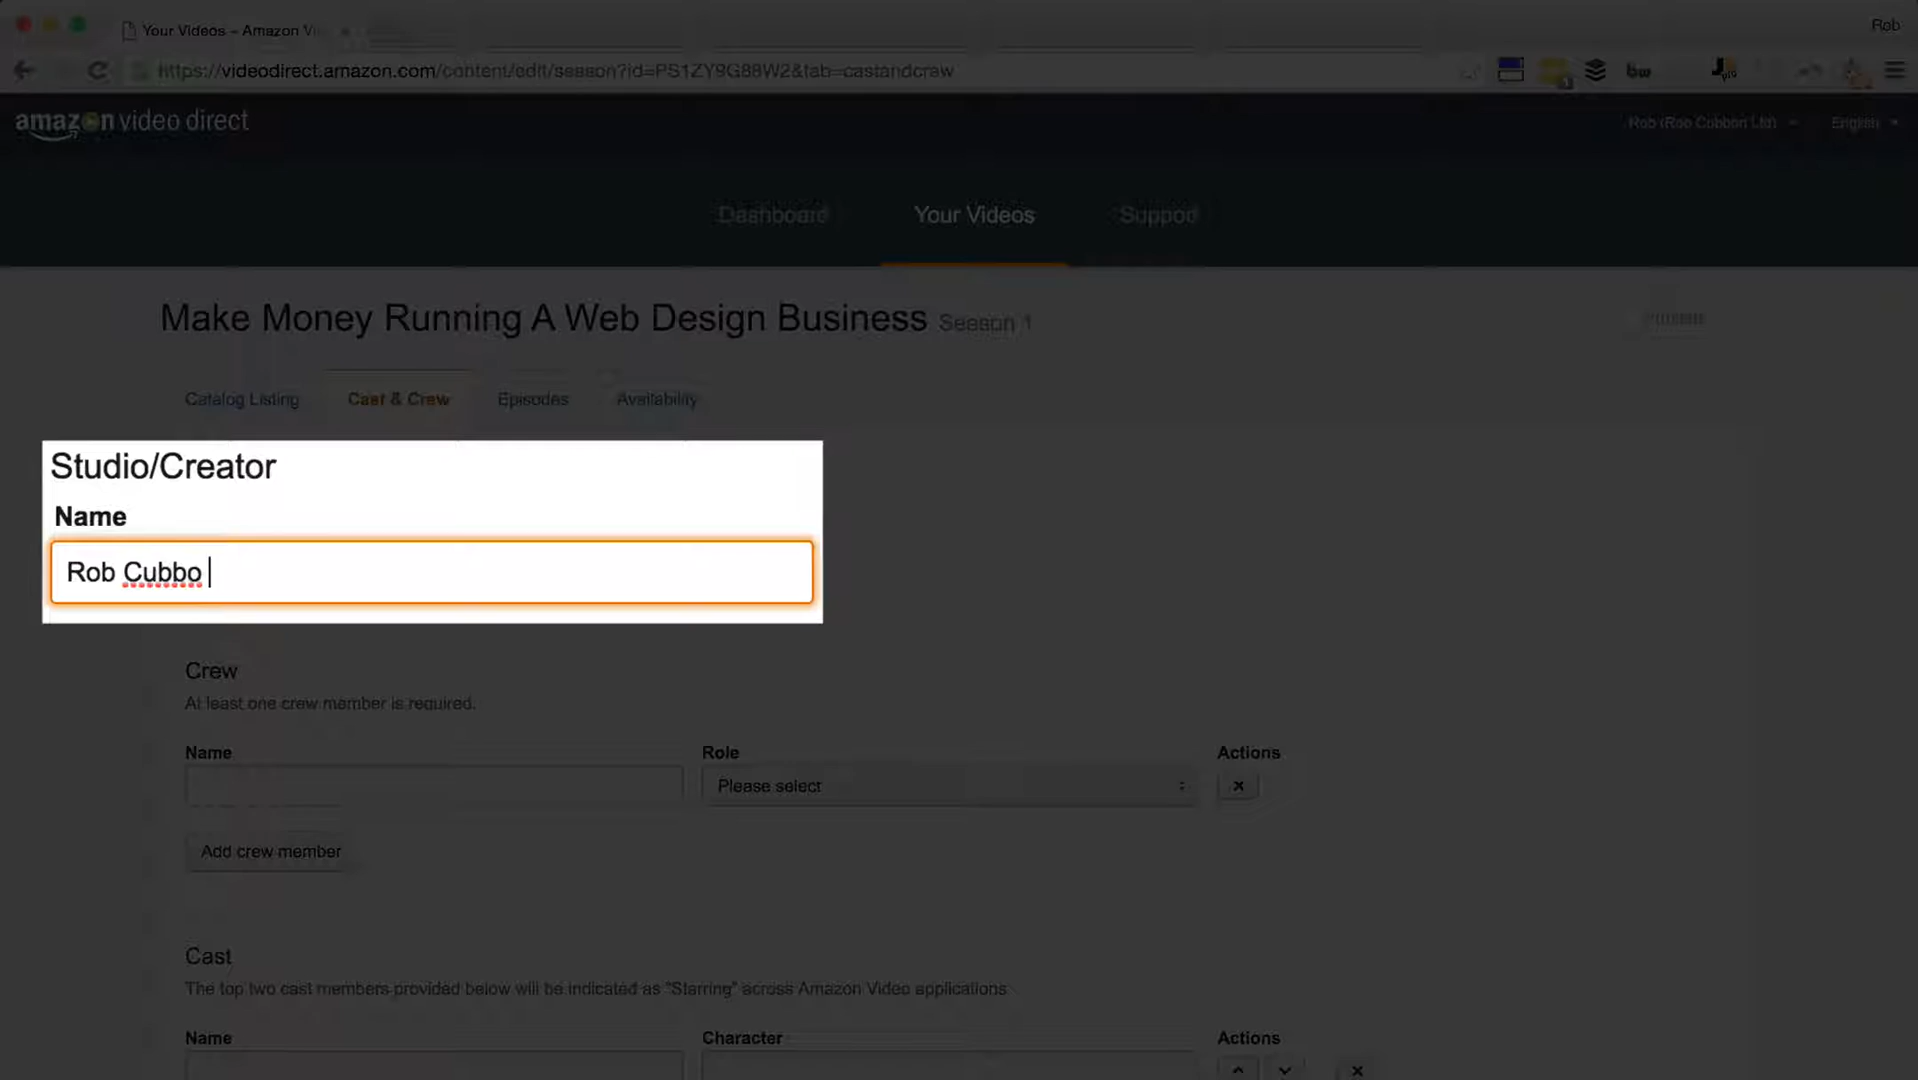 Your Videos – Amazon Vi
Rob
https://videodirect.amazon.com/content/edit/season?id=PS1ZY9G88W2&tab=castandcraw
bw
amazon video direct
Rob (Rob Cubbon Ltd)
English
Dashboard
Your Videos
Support
Make Money Running A Web Design Business Season 1
Publish
Catalog Listing
Cast & Crew
Episodes
Availability
Studio/Creator
Name
Rob Cubbo
Crew
At least one crew member is required.
Name
Role
Actions
Please select
Add crew member
Cast
The top two cast members provided below will be indicated as "Starring" across Amazon Video applications
Name
Character
Actions